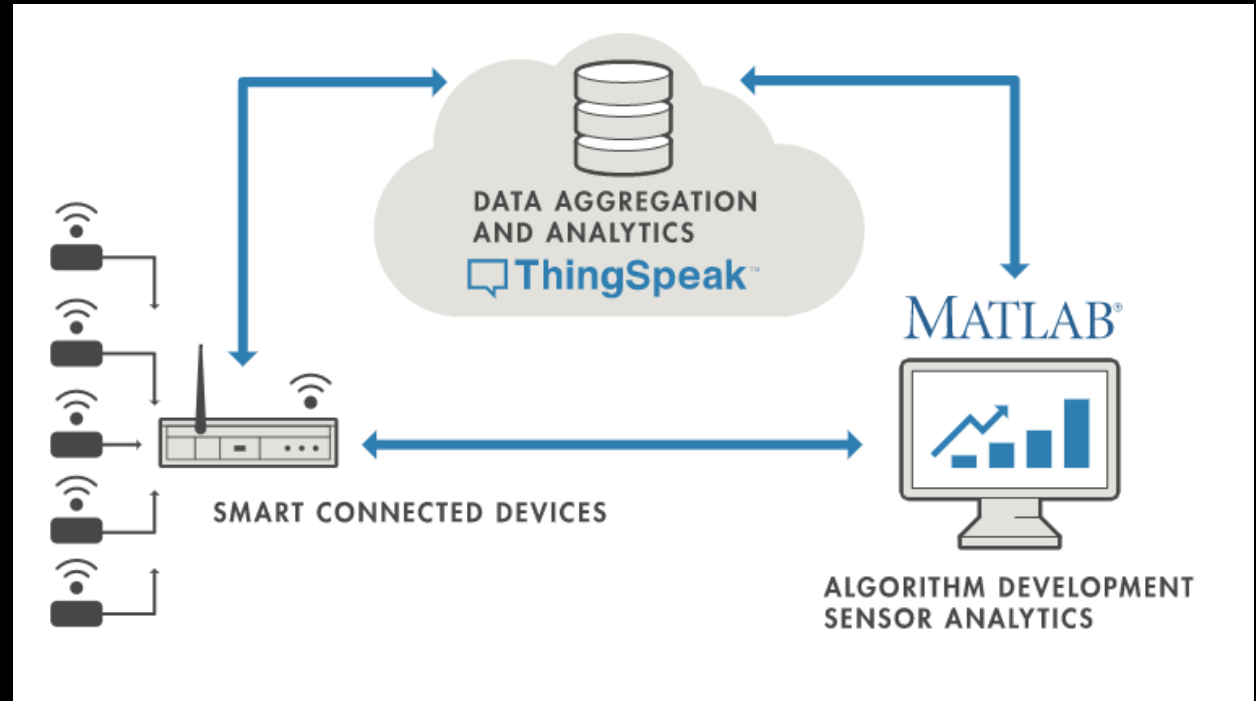 DATA AGGREGATION
AND ANALYTICS
ThingSpeak™
MATLAB®
SMART CONNECTED DEVICES
ALGORITHM DEVELOPMENT
SENSOR ANALYTICS